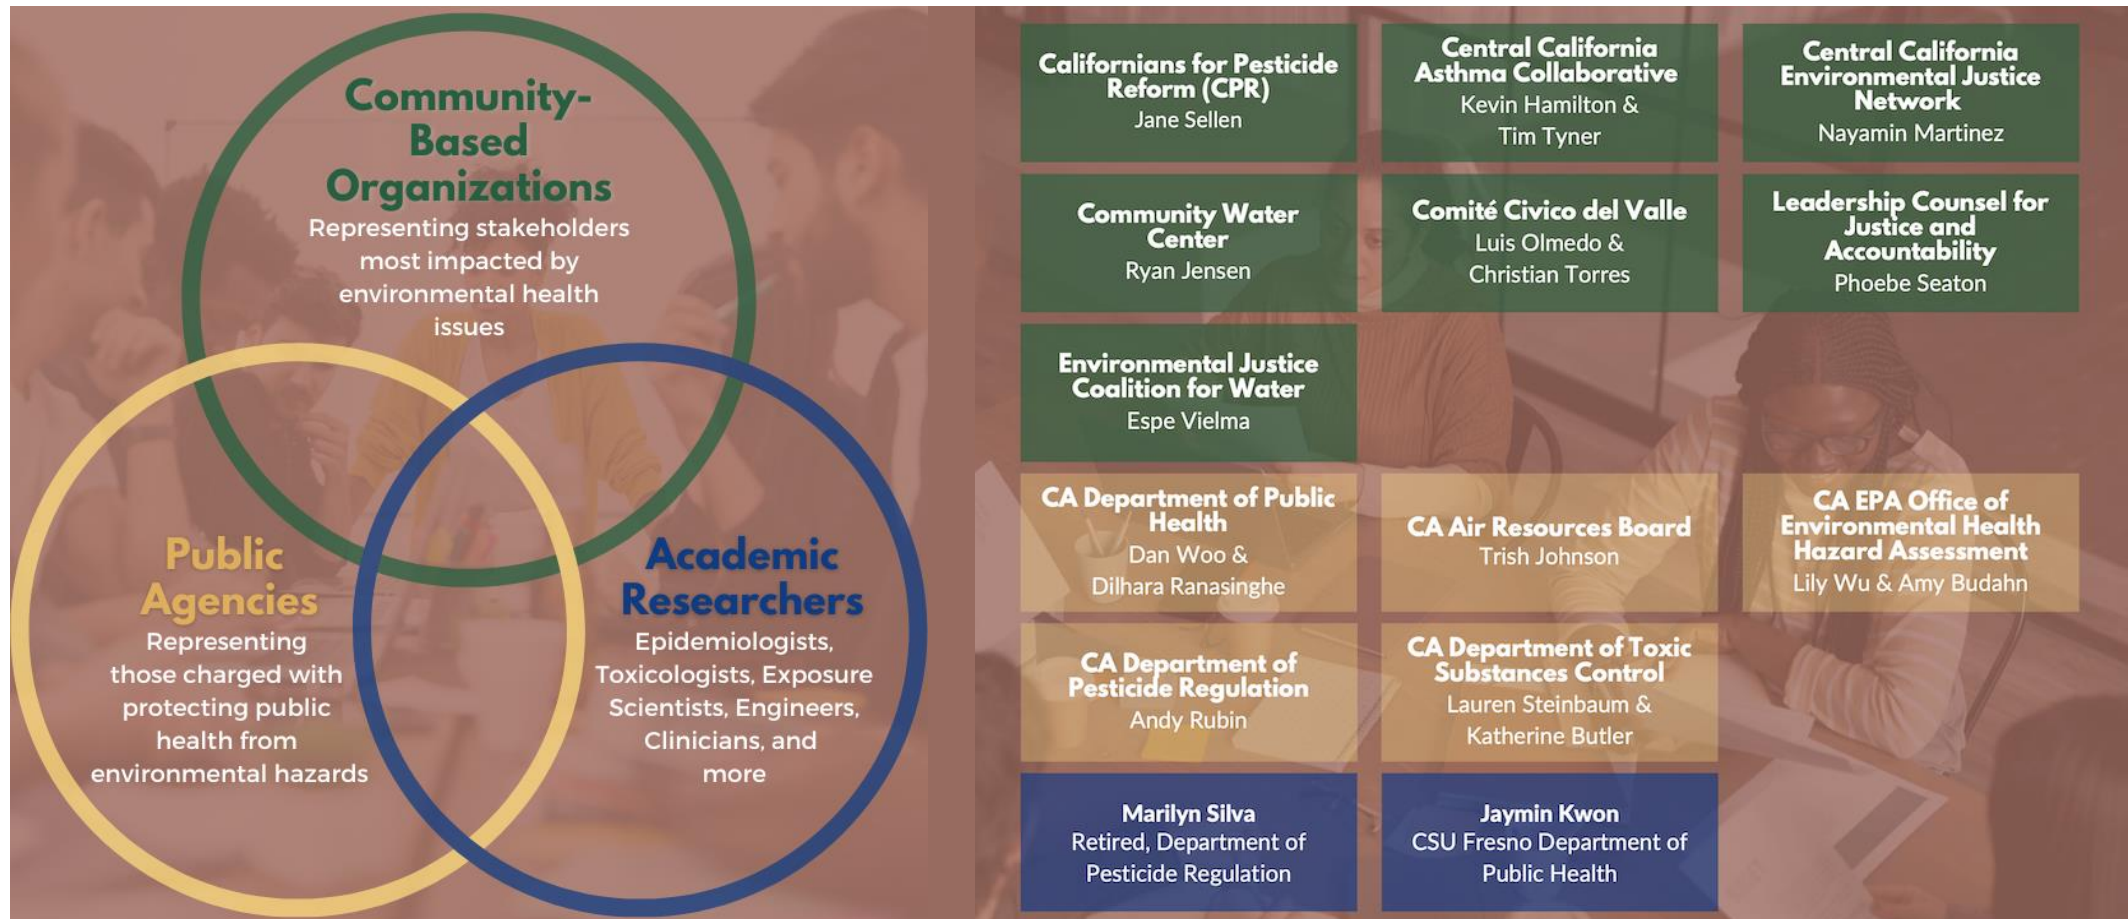 Community-
Based
Organizations
Representing stakeholders
most impacted by
environmental health
issues
Public
Agencies
Representing
those charged with
protecting public
health from
environmental hazards
Academic
Researchers
Epidemiologists,
Toxicologists, Exposure
Scientists, Engineers,
Clinicians, and
more
Californians for Pesticide
Reform (CPR)
Jane Sellen
Central California
Asthma Collaborative
Kevin Hamilton &
Tim Tyner
Central California
Environmental Justice
Network
Nayamin Martinez
Community Water
Center
Ryan Jensen
Comité Civico del Valle
Luis Olmedo &
Christian Torres
Leadership Counsel for
Justice and
Accountability
Phoebe Seaton
Environmental Justice
Coalition for Water
Espe Vielma
CA Department of Public
Health
Dan Woo &
Dilhara Ranasinghe
CA Air Resources Board
Trish Johnson
CA EPA Office of
Environmental Health
Hazard Assessment
Lily Wu & Amy Budahn
CA Department of
Pesticide Regulation
Andy Rubin
CA Department of Toxic
Substances Control
Lauren Steinbaum &
Katherine Butler
Marilyn Silva
Retired, Department of
Pesticide Regulation
Jaymin Kwon
CSU Fresno Department of
Public Health